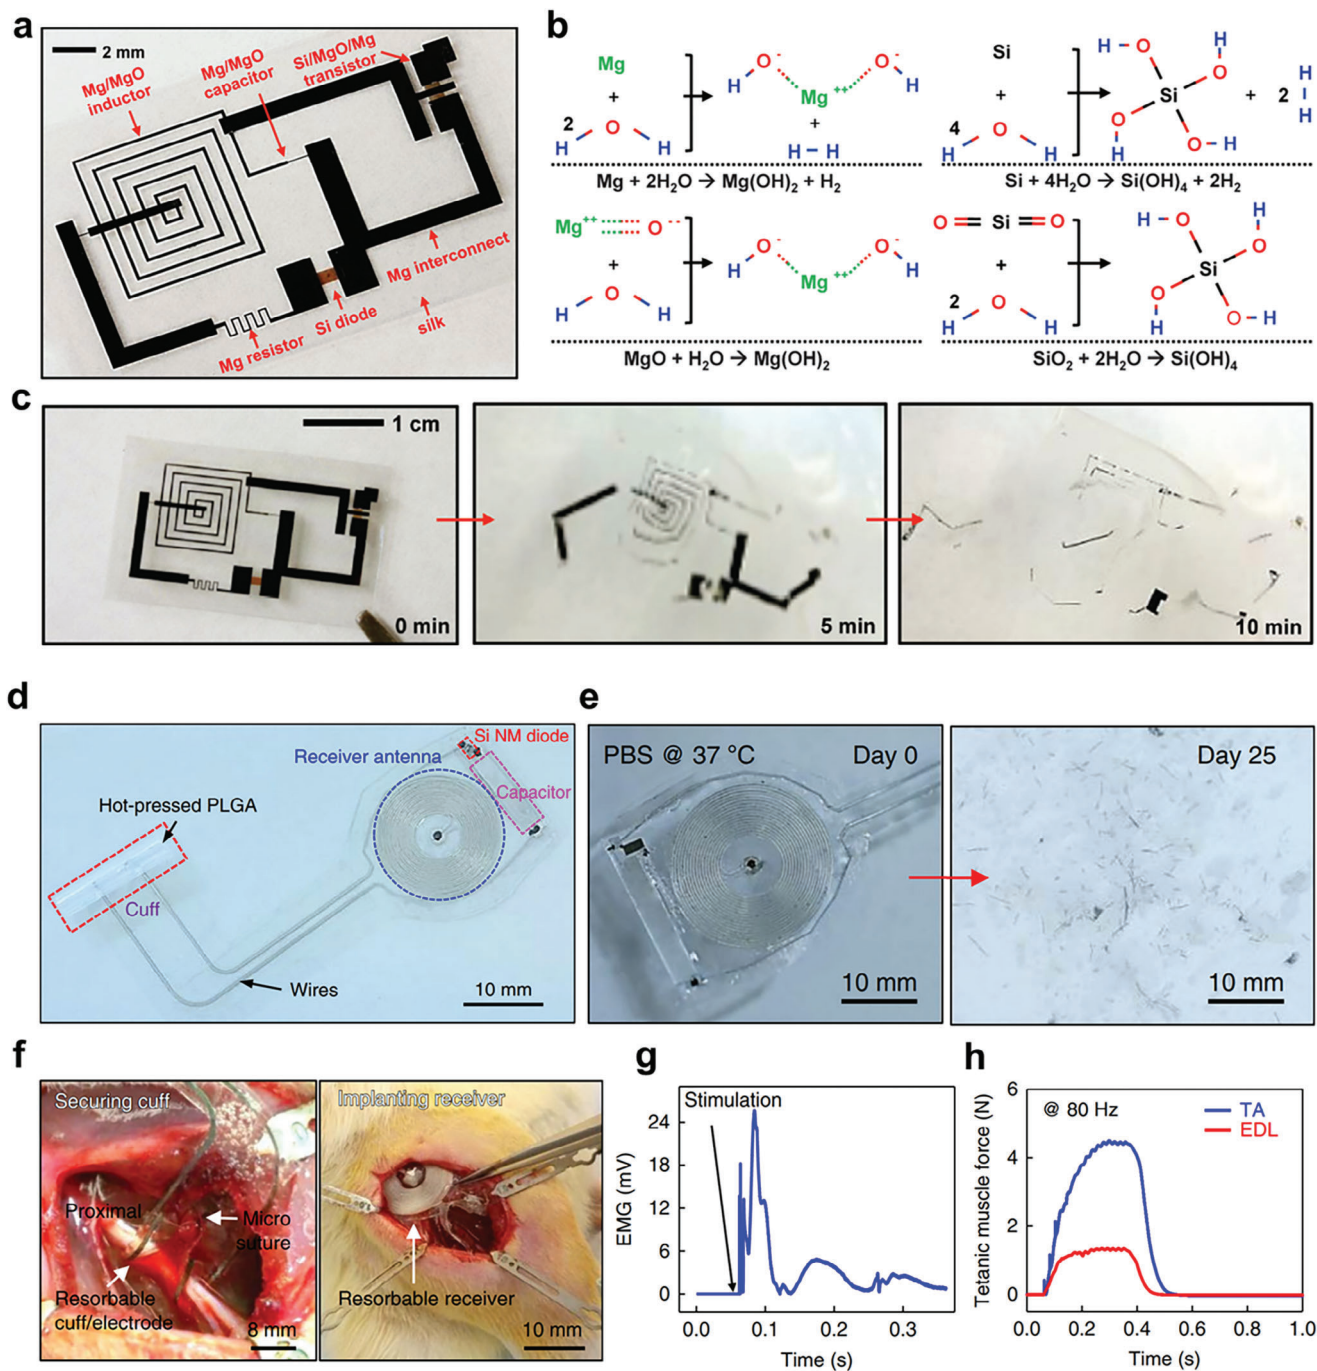 a
2 mm
Mg/MgO
inductor
Mg/MgO
capacitor
Si/MgO/Mg
transistor
Mg interconnect
silk
Si diode
Mg resistor
b
Mg
+
2
H O H
H O - Mg ++ O - H
+
H – H
Mg + 2H₂O → Mg(OH)₂ + H₂
Si
+
4
H O H
H O O H
Si
O H O H
+ 2 H
H
Si + 4H₂O → Si(OH)₄ + 2H₂
Mg ++ O --
+
H O H
H O - Mg ++ O - H
MgO + H₂O → Mg(OH)₂
O Si O
+
2
H O H
H O O H
Si
O H O H
SiO₂ + 2H₂O → Si(OH)₄
c
1 cm
0 min
5 min
10 min
d
Si NM diode
Receiver antenna
Capacitor
Hot-pressed PLGA
Cuff
Wires
10 mm
e
PBS @ 37 °C
Day 0
10 mm
Day 25
10 mm
f
Securing cuff
Proximal
Micro
suture
Resorbable
cuff/electrode
8 mm
Implanting receiver
Resorbable receiver
10 mm
g
Stimulation
EMG (mV)
24
18
12
6
0
0.0 0.1 0.2 0.3
Time (s)
h
@ 80 Hz
TA
EDL
Tetanic muscle force (N)
6
4
2
0
0.0 0.2 0.4 0.6 0.8 1.0
Time (s)